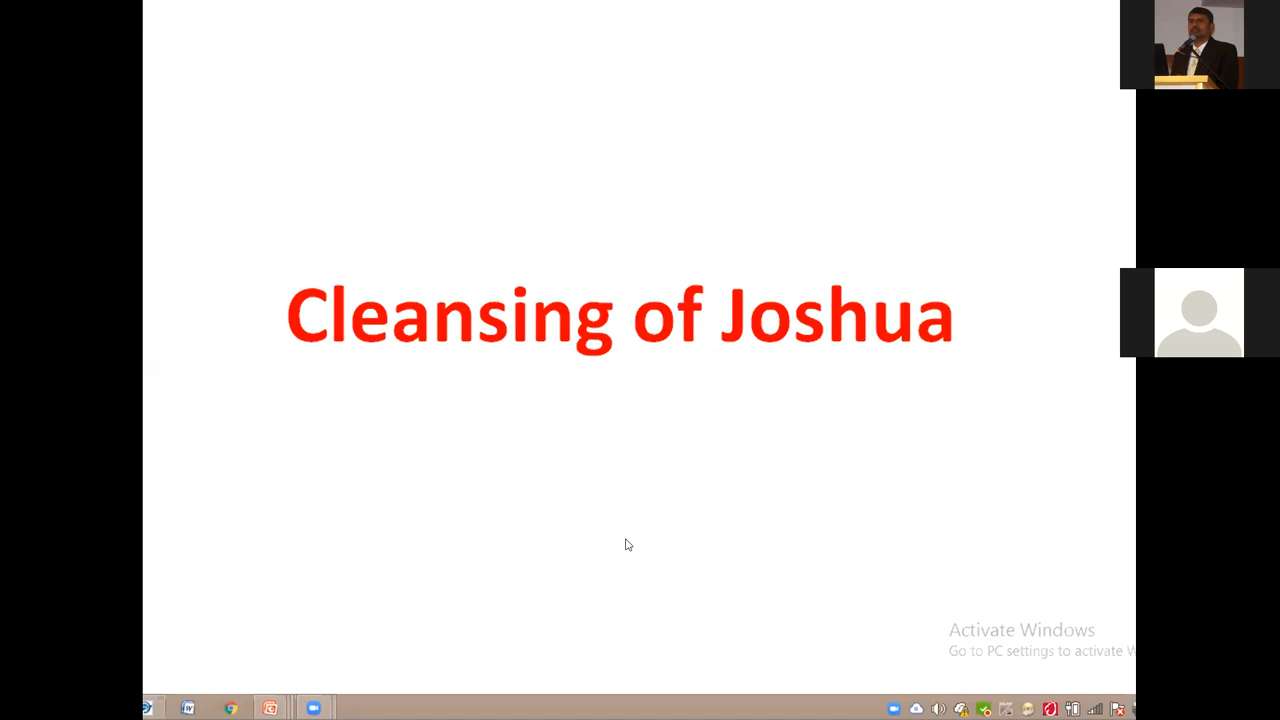 Cleansing of Joshua
Activate Windows
Go to PC settings to activate W